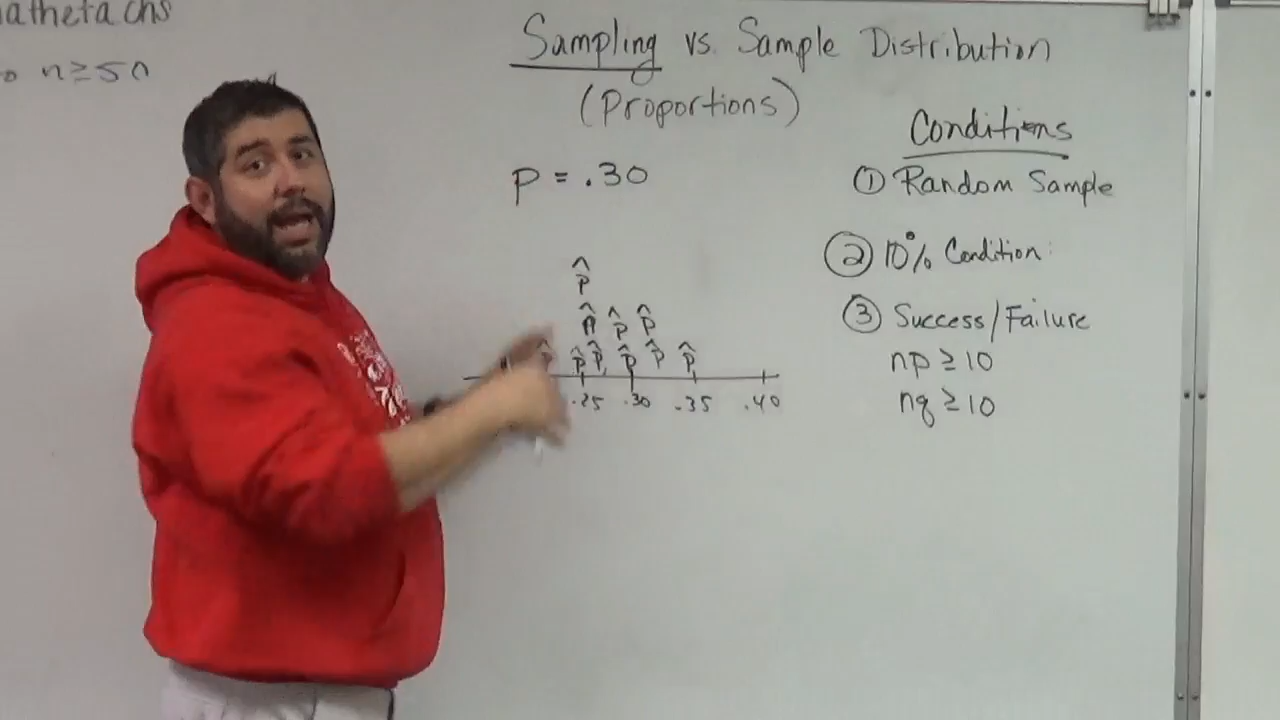 athetachs
n ≥ 50
Sampling vs. Sample Distribution
(Proportions)
p = .30
Conditions
① Random Sample
② 10% Condition:
③ Success/Failure
np ≥ 10
nq ≥ 10
p̂
p̂ p̂ p̂
p̂ p̂ p̂ p̂ p̂ p̂
.25 .30 .35 .40